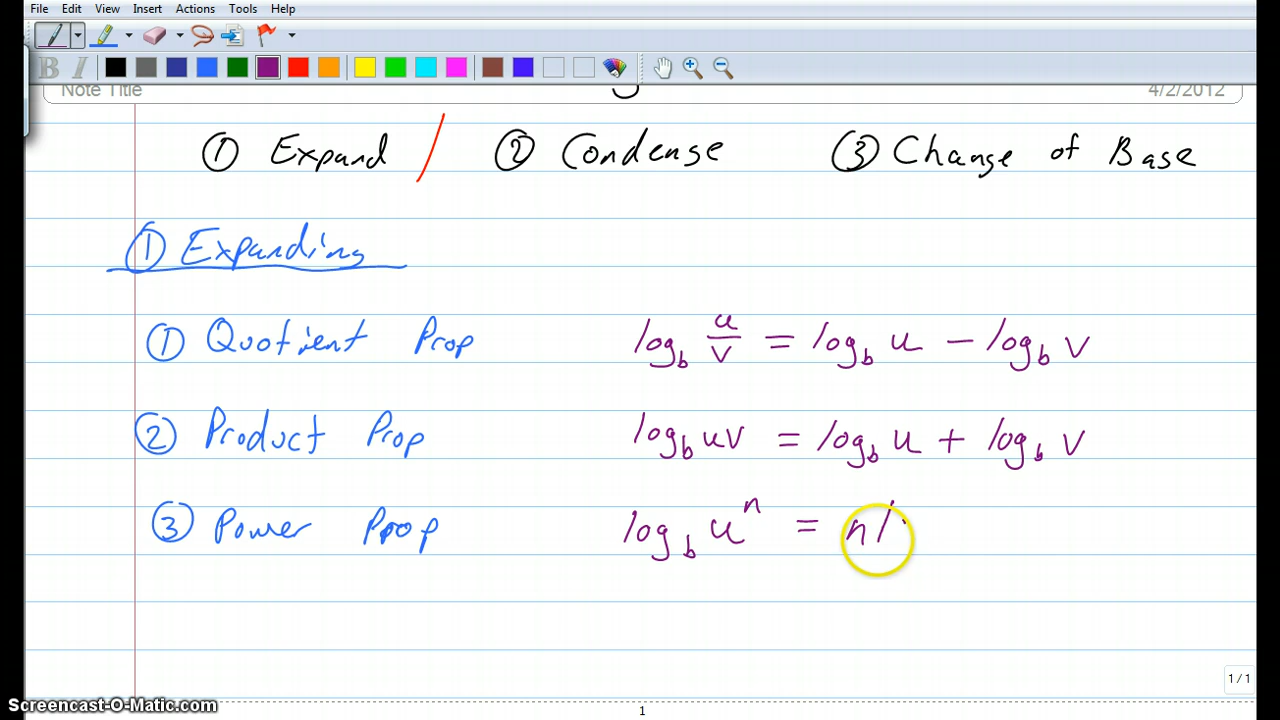 File Edit View Insert Actions Tools Help
B I
Note Title 4/2/2012
① Expand / ② Condense ③ Change of Base
① Expanding
① Quotient Prop log_b u/v = log_b u - log_b v
② Product Prop log_b uv = log_b u + log_b v
③ Power Prop log_b u^n = nl
1/1
Screencast-O-Matic.com
1